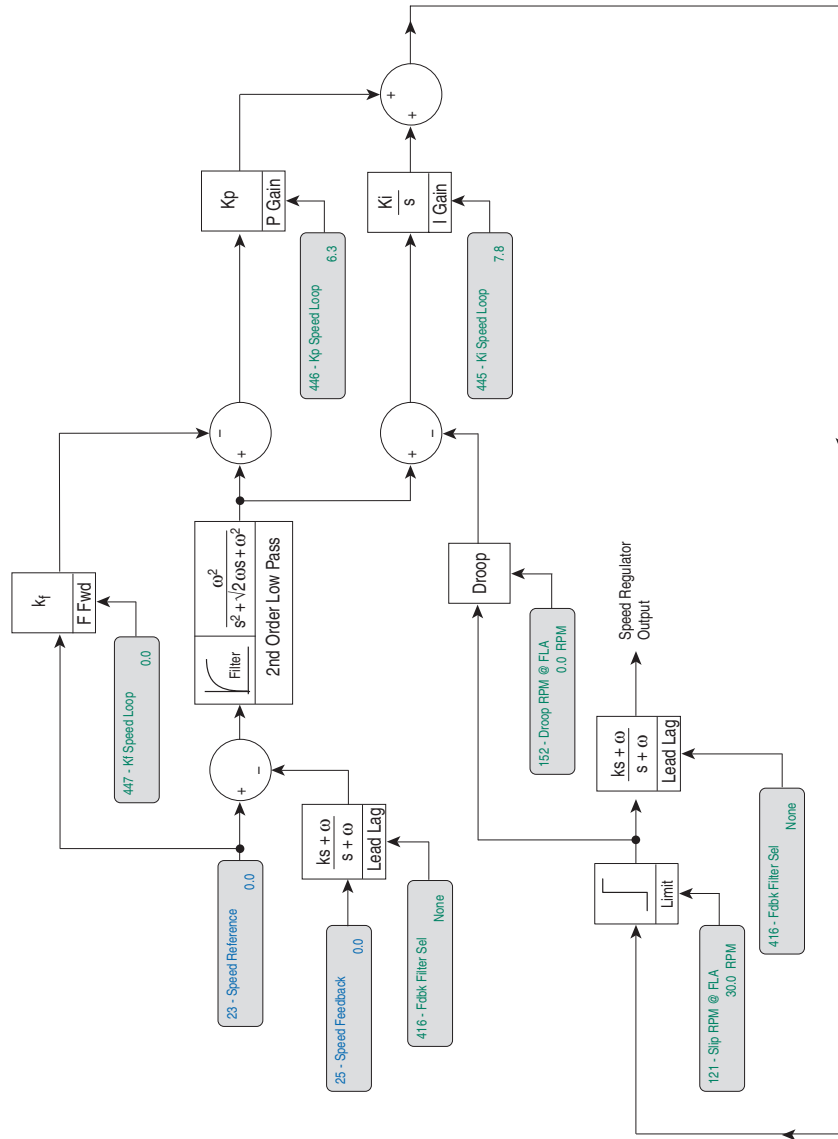 447 - Kf Speed Loop
0.0
kf
F Fwd
23 - Speed Reference
0.0
+
-
Filter
ω²
s² + √2ωs + ω²
2nd Order Low Pass
-
+
Kp
P Gain
446 - Kp Speed Loop
6.3
+
+
25 - Speed Feedback
0.0
ks + ω
s + ω
Lead Lag
416 - Fdbk Filter Sel
None
+
-
Ki
s
I Gain
445 - Ki Speed Loop
7.8
Droop
152 - Droop RPM @ FLA
0.0 RPM
Limit
121 - Slip RPM @ FLA
30.0 RPM
ks + ω
s + ω
Lead Lag
416 - Fdbk Filter Sel
None
Speed Regulator
Output